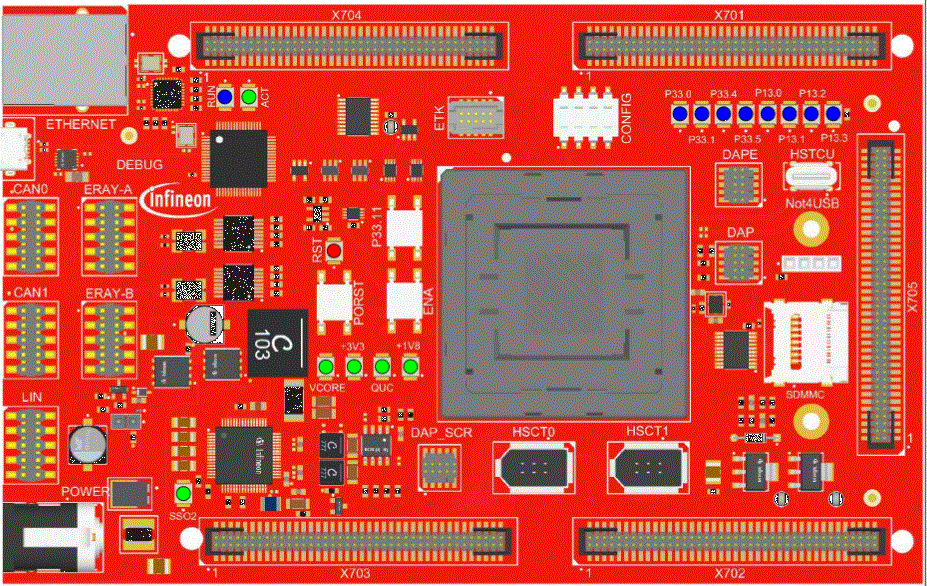 X704
X701
RUN
ACT
ETHERNET
ETK
CONFIG
P33.0 P33.4 P13.0 P13.2
P33.1 P33.5 P13.1 P13.3
DEBUG
DAPE
HSTCU
CAN0
ERAY-A
infineon
Not4USB
P33.11
RST
DAP
CAN1
ERAY-B
PORST
ENA
X705
C
103
+3V3
+1V8
VCORE
QUC
LIN
SDMMC
DAP_SCR
HSCT0
HSCT1
infineon
C
C
1
POWER
SSO2
1
1
1
1
X703
X702